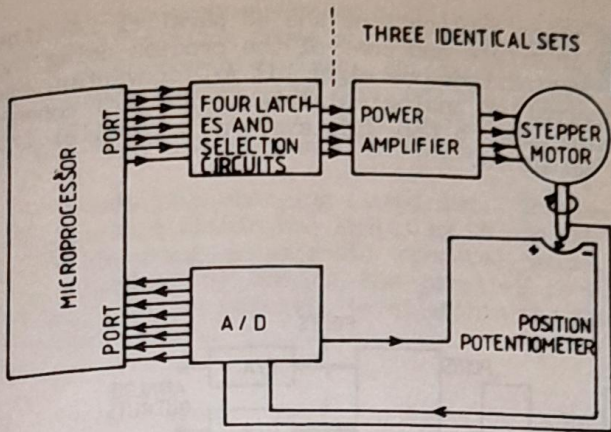 THREE IDENTICAL SETS
MICROPROCESSOR
PORT
FOUR LATCH-
ES AND
SELECTION
CIRCUITS
POWER
AMPLIFIER
STEPPER
MOTOR
+ -
PORT
A/D
POSITION
POTENTIOMETER